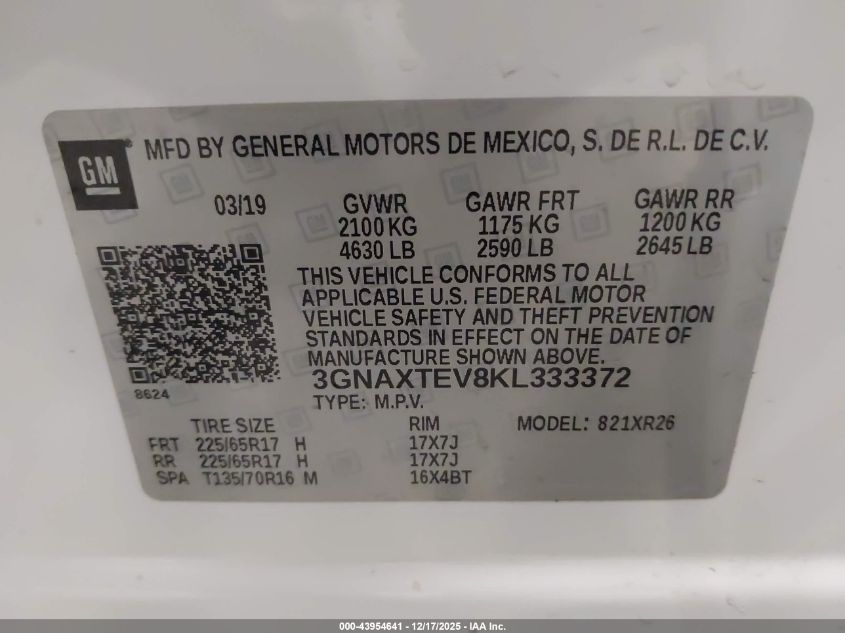 GM
MFD BY GENERAL MOTORS DE MEXICO, S. DE R.L. DE C.V.
03/19 GVWR GAWR FRT GAWR RR
2100 KG 1175 KG 1200 KG
4630 LB 2590 LB 2645 LB
THIS VEHICLE CONFORMS TO ALL
APPLICABLE U.S. FEDERAL MOTOR
VEHICLE SAFETY AND THEFT PREVENTION
STANDARDS IN EFFECT ON THE DATE OF
MANUFACTURE SHOWN ABOVE.
3GNAXTEV8KL333372
8624
TYPE: M.P.V.
TIRE SIZE RIM MODEL: 821XR26
FRT 225/65R17 H 17X7J
RR 225/65R17 H 17X7J
SPA T135/70R16 M 16X4BT
000-43954641 - 12/17/2025 - IAA Inc.